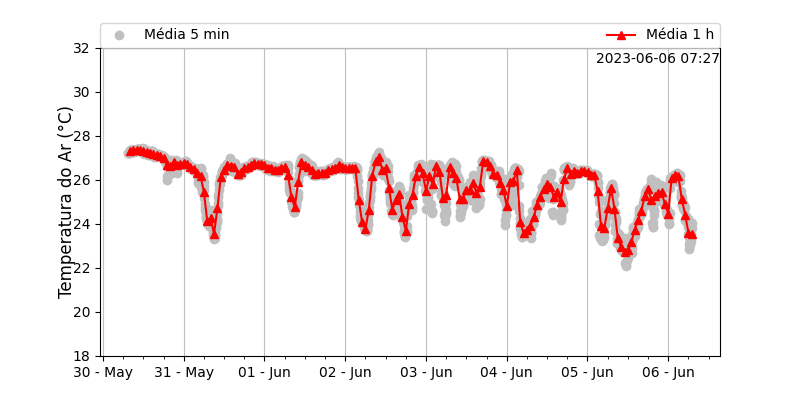 Média 5 min
Média 1 h
2023-06-06 07:27
Temperatura do Ar (°C)
32
30
28
26
24
22
20
18
30 - May
31 - May
01 - Jun
02 - Jun
03 - Jun
04 - Jun
05 - Jun
06 - Jun